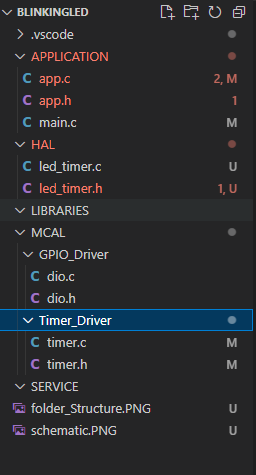 BLINKINGLED
.vscode
APPLICATION
C app.c 2, M
C app.h 1
C main.c M
HAL
C led_timer.c U
C led_timer.h 1, U
LIBRARIES
MCAL
GPIO_Driver
C dio.c
C dio.h
Timer_Driver
C timer.c M
C timer.h M
SERVICE
folder_Structure.PNG U
schematic.PNG U